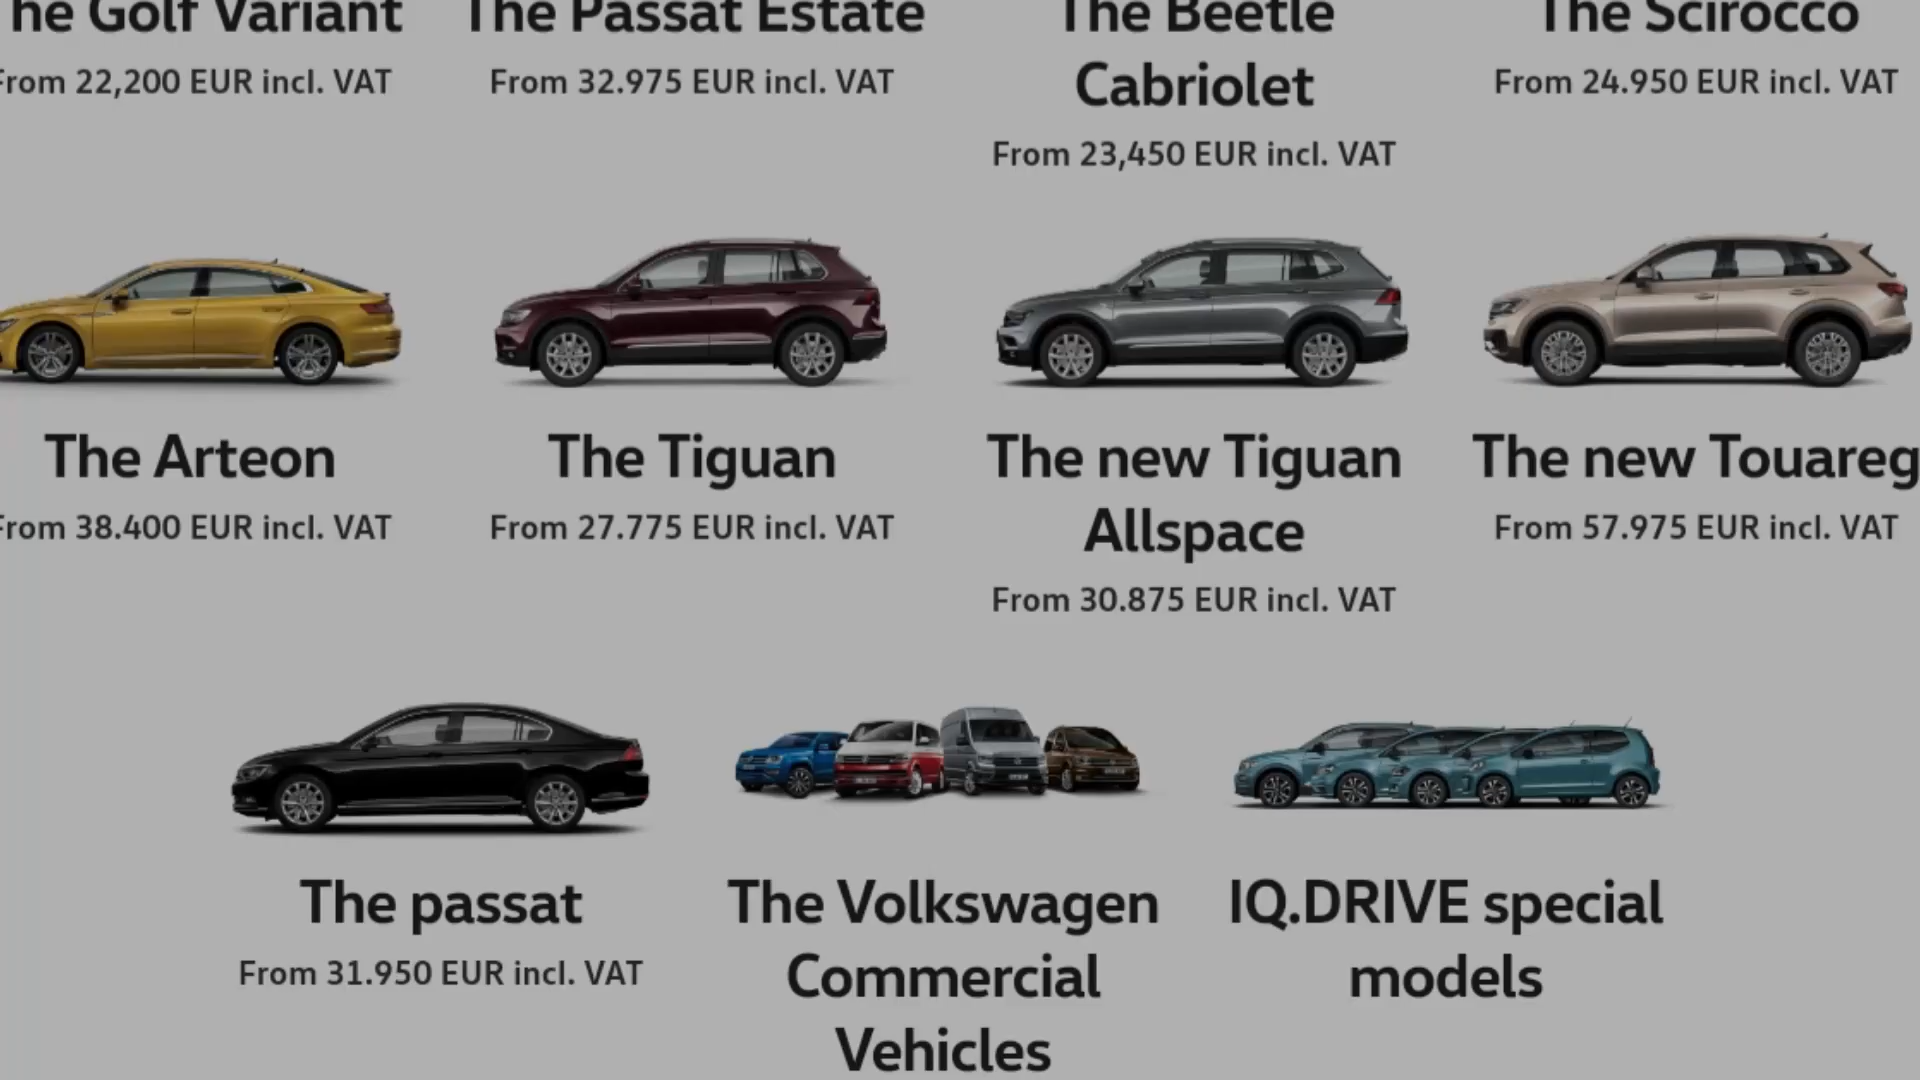 he Golf Variant
The Passat Estate
The Beetle
Cabriolet
The Scirocco
From 22,200 EUR incl. VAT
From 32.975 EUR incl. VAT
From 23,450 EUR incl. VAT
From 24.950 EUR incl. VAT
The Arteon
The Tiguan
The new Tiguan
Allspace
The new Touareg
From 38.400 EUR incl. VAT
From 27.775 EUR incl. VAT
From 30.875 EUR incl. VAT
From 57.975 EUR incl. VAT
The passat
From 31.950 EUR incl. VAT
The Volkswagen
Commercial
Vehicles
IQ.DRIVE special
models